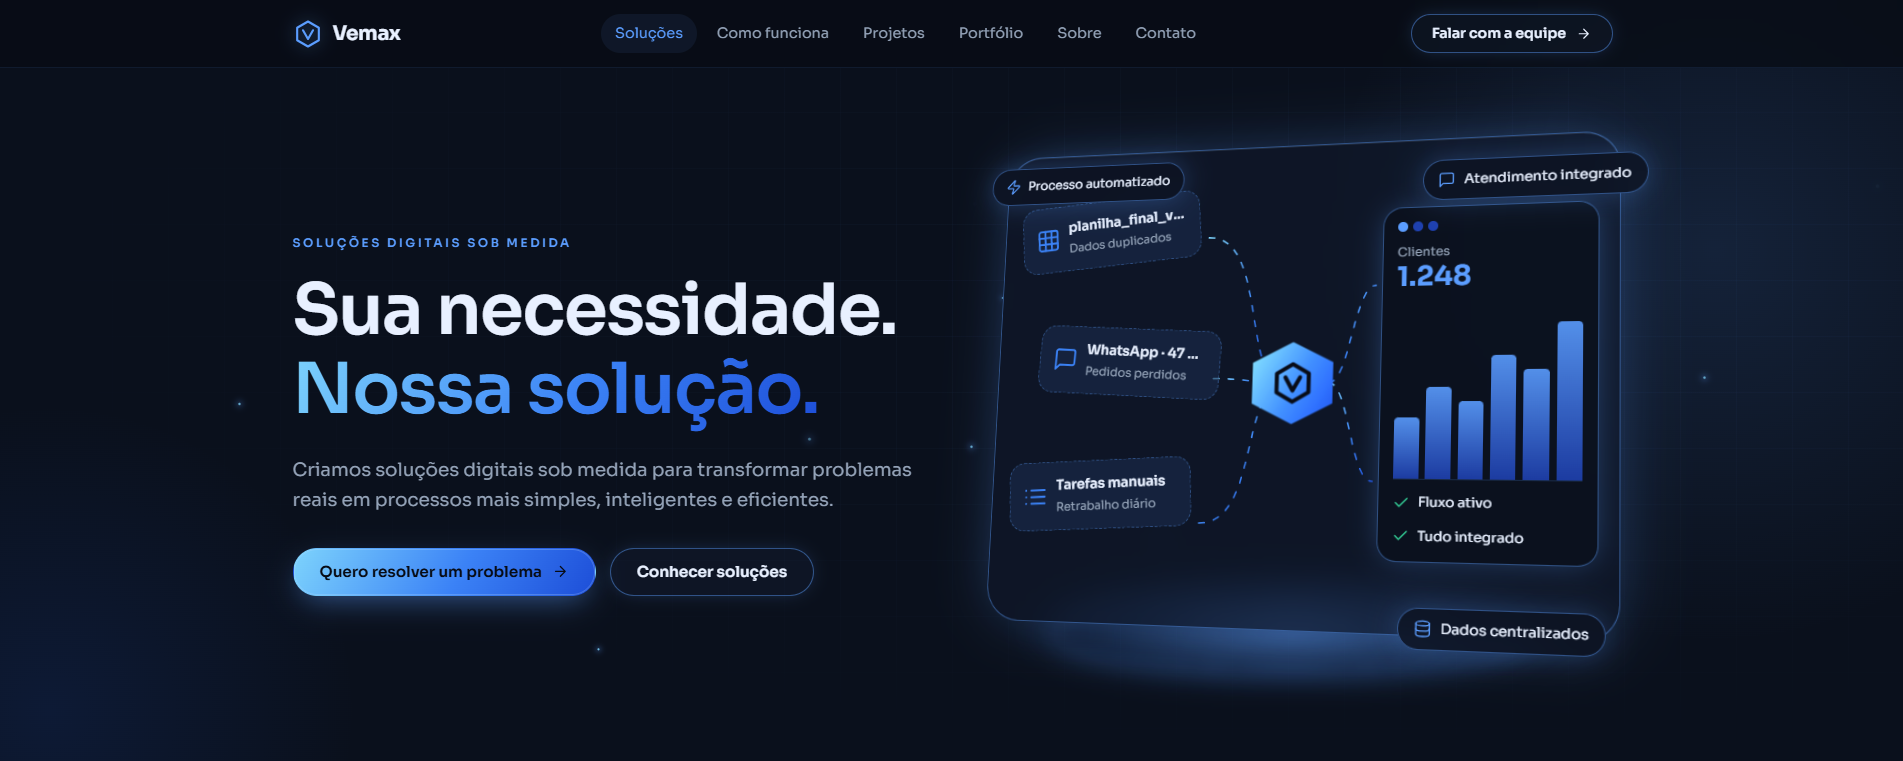 Vemax
Soluções
Como funciona
Projetos
Portfólio
Sobre
Contato
Falar com a equipe
SOLUÇÕES DIGITAIS SOB MEDIDA
Sua necessidade.
Nossa solução.
Criamos soluções digitais sob medida para transformar problemas
reais em processos mais simples, inteligentes e eficientes.
Quero resolver um problema
Conhecer soluções
Processo automatizado
planilha_final_v...
Dados duplicados
WhatsApp · 47 ...
Pedidos perdidos
Tarefas manuais
Retrabalho diário
Atendimento integrado
Clientes
1.248
Fluxo ativo
Tudo integrado
Dados centralizados